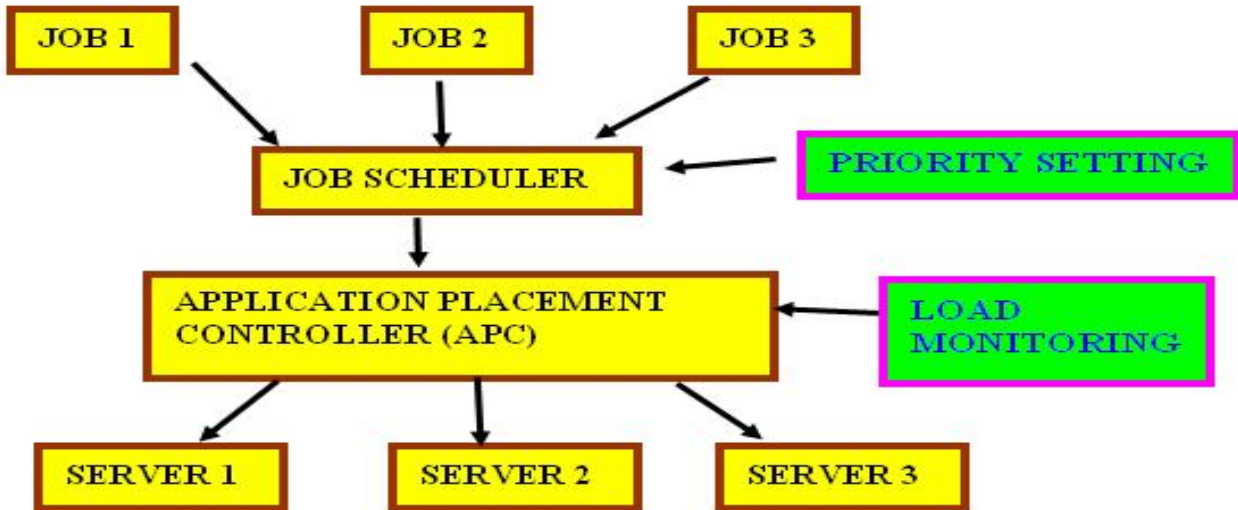 JOB 1
JOB 2
JOB 3
JOB SCHEDULER
PRIORITY SETTING
APPLICATION PLACEMENT
CONTROLLER (APC)
LOAD
MONITORING
SERVER 1
SERVER 2
SERVER 3